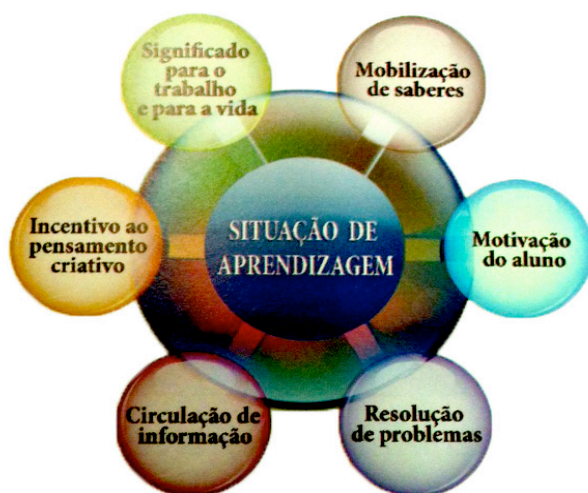 Significado
para o
trabalho
e para a vida
Mobilização
de saberes
Incentivo ao
pensamento
criativo
SITUAÇÃO DE
APRENDIZAGEM
Motivação
do aluno
Circulação de
informação
Resolução
de problemas